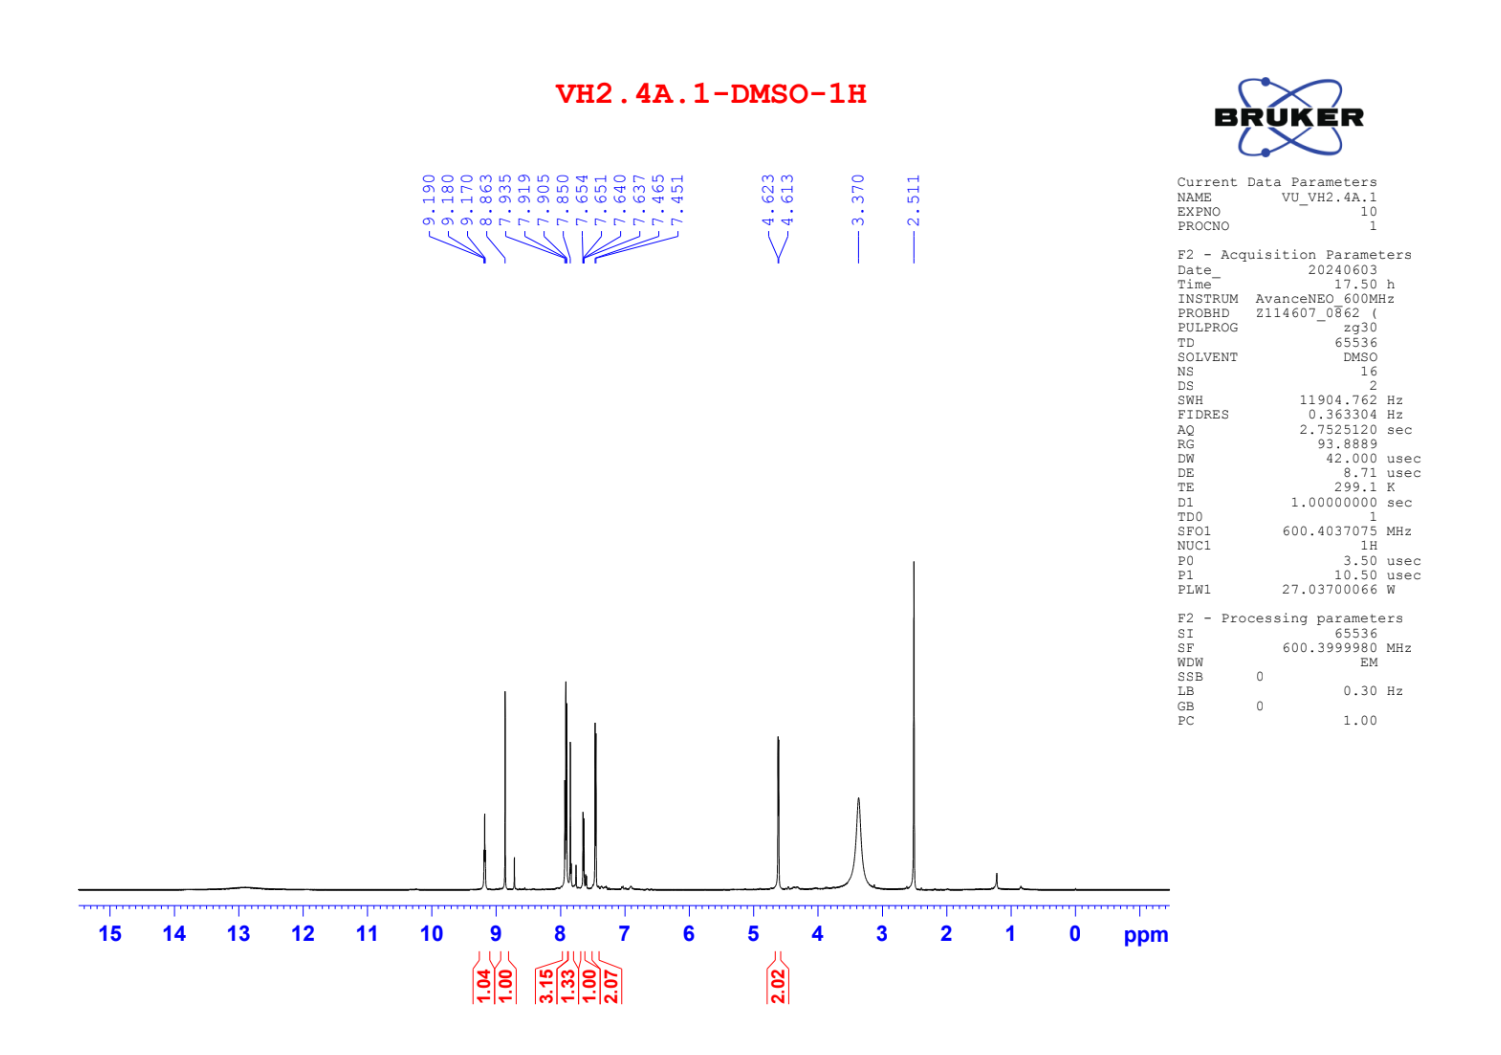 VH2.4A.1-DMSO-1H
BRUKER
9.190
9.180
9.170
8.863
7.935
7.919
7.905
7.850
7.654
7.651
7.640
7.637
7.465
7.451
4.623
4.613
3.370
2.511
Current Data Parameters
NAME VU_VH2.4A.1
EXPNO 10
PROCNO 1
F2 - Acquisition Parameters
Date_ 20240603
Time 17.50 h
INSTRUM AvanceNEO_600MHz
PROBHD Z114607_0862 (
PULPROG zg30
TD 65536
SOLVENT DMSO
NS 16
DS 2
SWH 11904.762 Hz
FIDRES 0.363304 Hz
AQ 2.7525120 sec
RG 93.8889
DW 42.000 usec
DE 8.71 usec
TE 299.1 K
D1 1.00000000 sec
TD0 1
SFO1 600.4037075 MHz
NUC1 1H
P0 3.50 usec
P1 10.50 usec
PLW1 27.03700066 W
F2 - Processing parameters
SI 65536
SF 600.3999980 MHz
WDW EM
SSB 0
LB 0.30 Hz
GB 0
PC 1.00
15 14 13 12 11 10 9 8 7 6 5 4 3 2 1 0 ppm
1.04
1.00
3.15
1.33
1.00
2.07
2.02